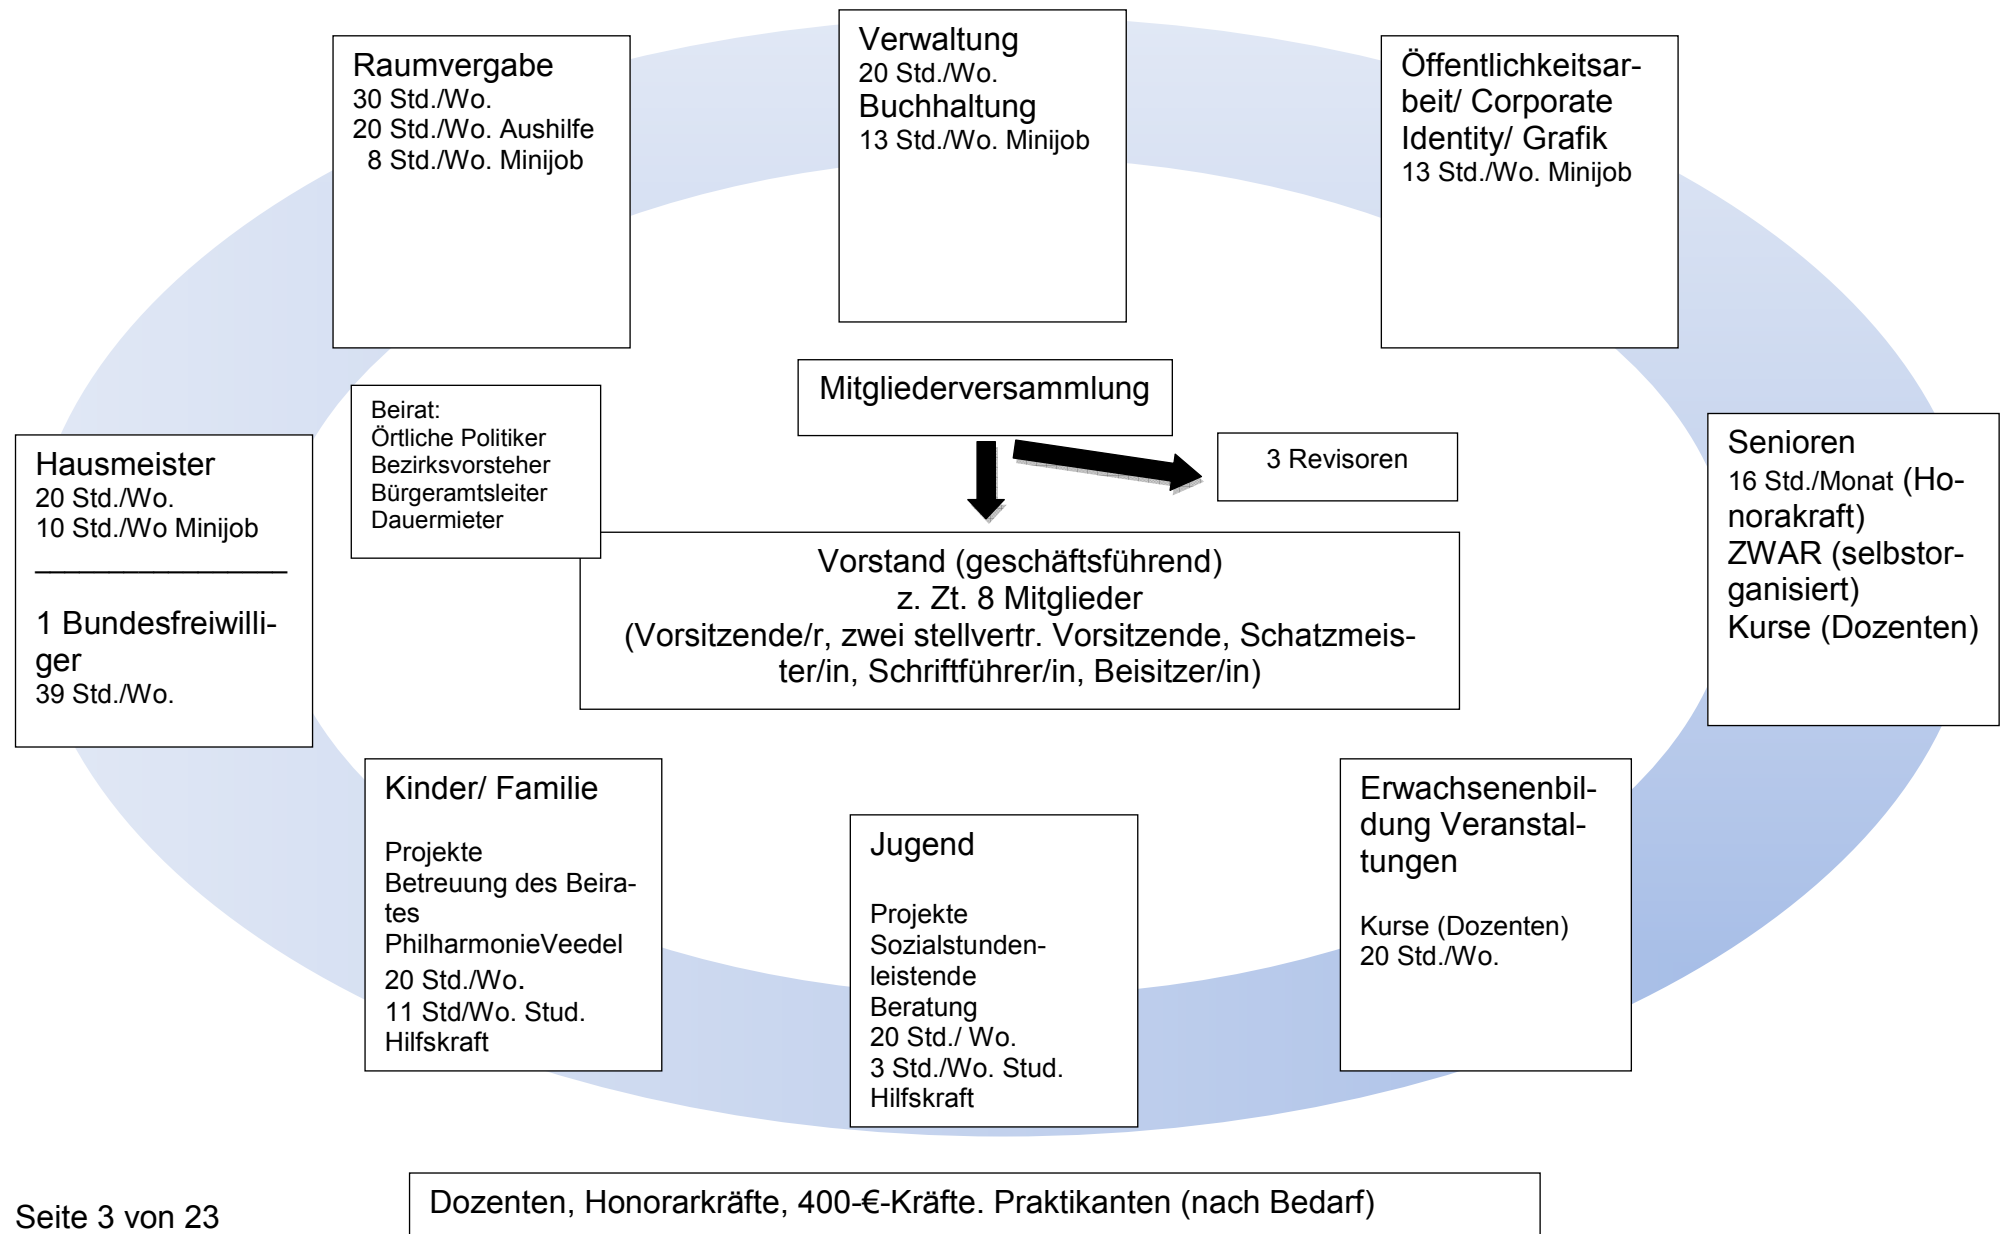 Raumvergabe
30 Std./Wo.
20 Std./Wo. Aushilfe
8 Std./Wo. Minijob
Verwaltung
20 Std./Wo.
Buchhaltung
13 Std./Wo. Minijob
Öffentlichkeitsar-
beit/ Corporate
Identity/ Grafik
13 Std./Wo. Minijob
Mitgliederversammlung
Beirat:
Örtliche Politiker
Bezirksvorsteher
Bürgeramtsleiter
Dauermieter
3 Revisoren
Hausmeister
20 Std./Wo.
10 Std./Wo Minijob
1 Bundesfreiwilli-
ger
39 Std./Wo.
Vorstand (geschäftsführend)
z. Zt. 8 Mitglieder
(Vorsitzende/r, zwei stellvertr. Vorsitzende, Schatzmeis-
ter/in, Schriftführer/in, Beisitzer/in)
Senioren
16 Std./Monat (Ho-
norakraft)
ZWAR (selbstor-
ganisiert)
Kurse (Dozenten)
Kinder/ Familie
Projekte
Betreuung des Beira-
tes
PhilharmonieVeedel
20 Std./Wo.
11 Std/Wo. Stud.
Hilfskraft
Jugend
Projekte
Sozialstunden-
leistende
Beratung
20 Std./ Wo.
3 Std./Wo. Stud.
Hilfskraft
Erwachsenenbil-
dung Veranstal-
tungen
Kurse (Dozenten)
20 Std./Wo.
Dozenten, Honorarkräfte, 400-€-Kräfte. Praktikanten (nach Bedarf)
Seite 3 von 23